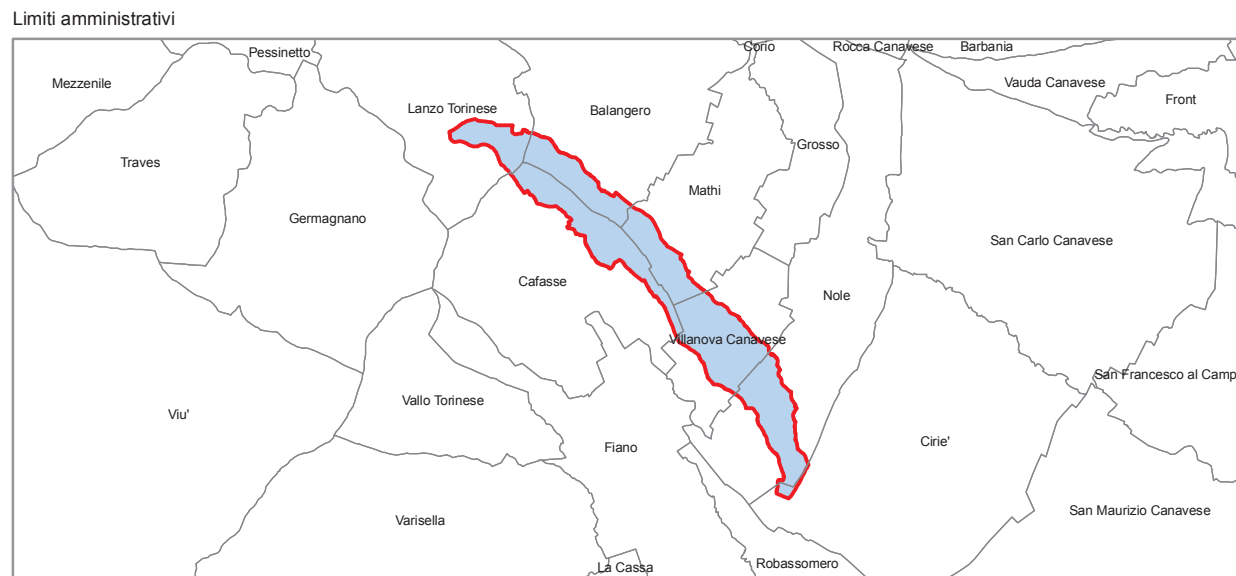 Limiti amministrativi
Corio
Rocca Canavese
Barbania
Pessinetto
Mezzenile
Vauda Canavese
Front
Lanzo Torinese
Balangero
Grosso
Traves
Mathi
Germagnano
San Carlo Canavese
Cafasse
Nole
Villanova Canavese
San Francesco al Camp
Vallo Torinese
Viu'
Fiano
Cirie'
Varisella
San Maurizio Canavese
La Cassa
Robassomero